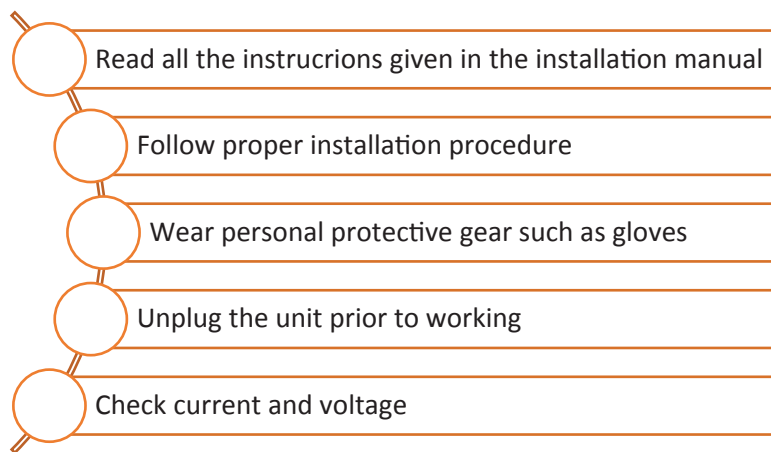 Read all the instrucrions given in the installation manual
Follow proper installation procedure
Wear personal protective gear such as gloves
Unplug the unit prior to working
Check current and voltage